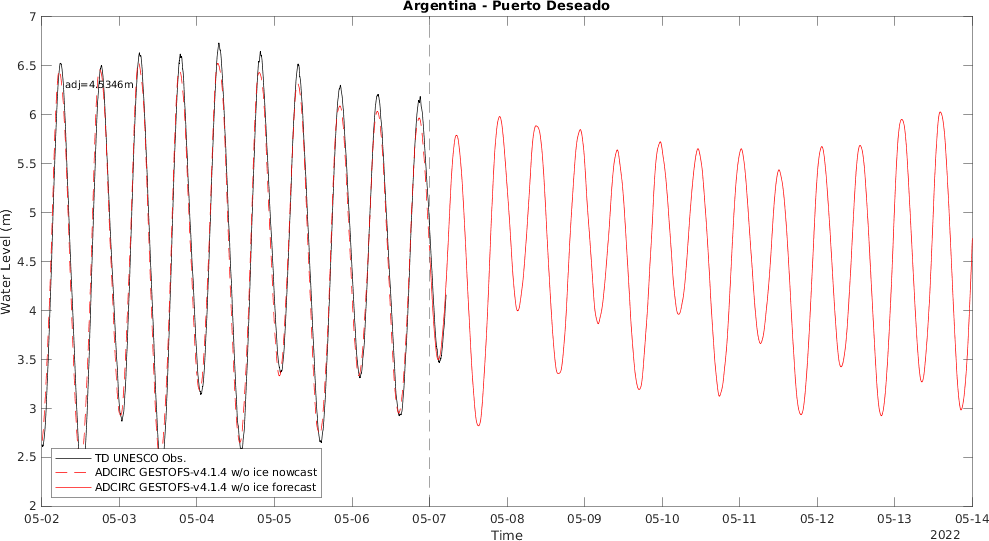 Argentina - Puerto Deseado
7
6.5
6
5.5
5
4.5
4
3.5
3
2.5
2
Water Level (m)
adj=4.5346m
TD UNESCO Obs.
ADCIRC GESTOFS-v4.1.4 w/o ice nowcast
ADCIRC GESTOFS-v4.1.4 w/o ice forecast
05-02 05-03 05-04 05-05 05-06 05-07 05-08 05-09 05-10 05-11 05-12 05-13 05-14
Time
2022